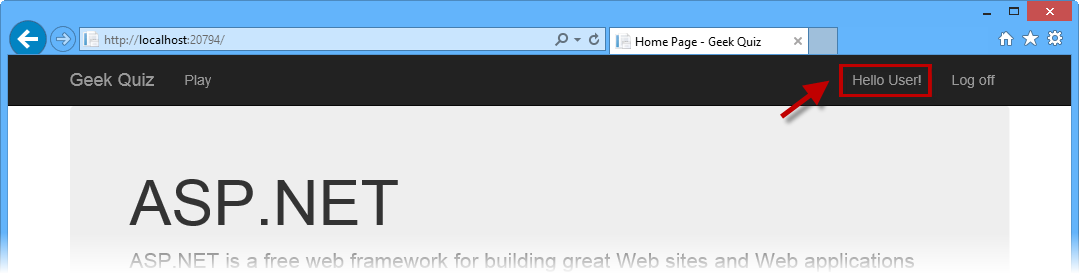 http://localhost:20794/
Home Page - Geek Quiz
Geek Quiz
Play
Hello User!
Log off
ASP.NET
ASP.NET is a free web framework for building great Web sites and Web applications